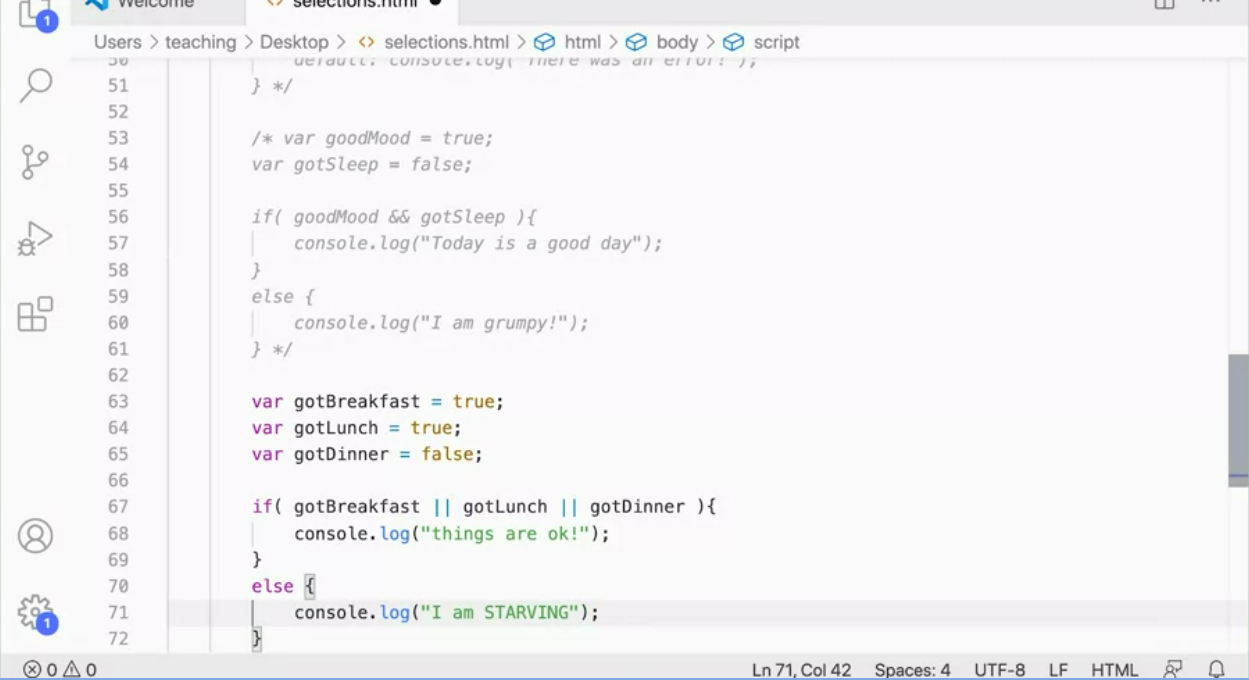 1
Welcome
selections.html
Users > teaching > Desktop > <> selections.html > html > body > script
50 default: console.log("There was an error!");
51 } */
52
53 /* var goodMood = true;
54 var gotSleep = false;
55
56 if( goodMood && gotSleep ){
57 console.log("Today is a good day");
58 }
59 else {
60 console.log("I am grumpy!");
61 } */
62
63 var gotBreakfast = true;
64 var gotLunch = true;
65 var gotDinner = false;
66
67 if( gotBreakfast || gotLunch || gotDinner ){
68 console.log("things are ok!");
69 }
70 else {
71 console.log("I am STARVING");
72 }
1
0 0 Ln 71, Col 42 Spaces: 4 UTF-8 LF HTML